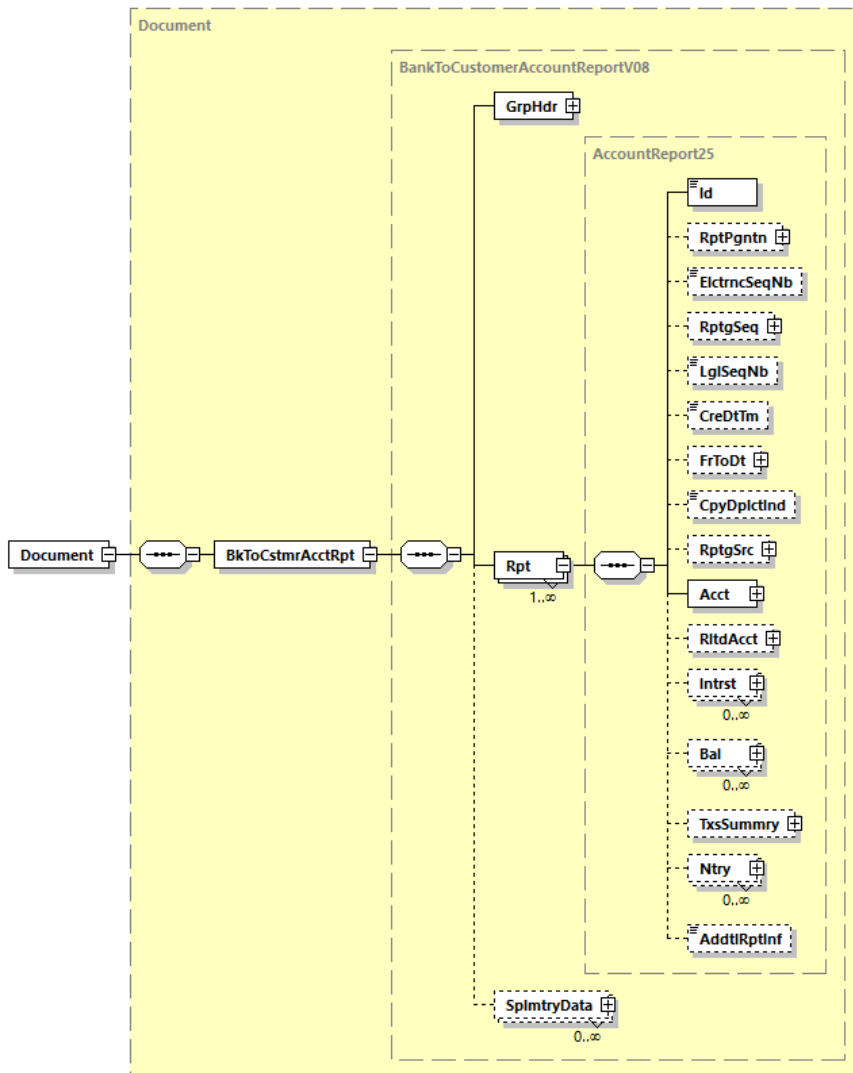 Document
BankToCustomerAccountReportV08
GrpHdr
AccountReport25
Id
RptPgntn
ElctrncSeqNb
RptgSeq
LglSeqNb
CreDtTm
FrToDt
CpyDplctInd
RptgSrc
Document
BkToCstmrAcctRpt
Rpt
1..∞
Acct
RltdAcct
Intrst
0..∞
Bal
0..∞
TxsSummry
Ntry
0..∞
AddtlRptInf
SplmtryData
0..∞